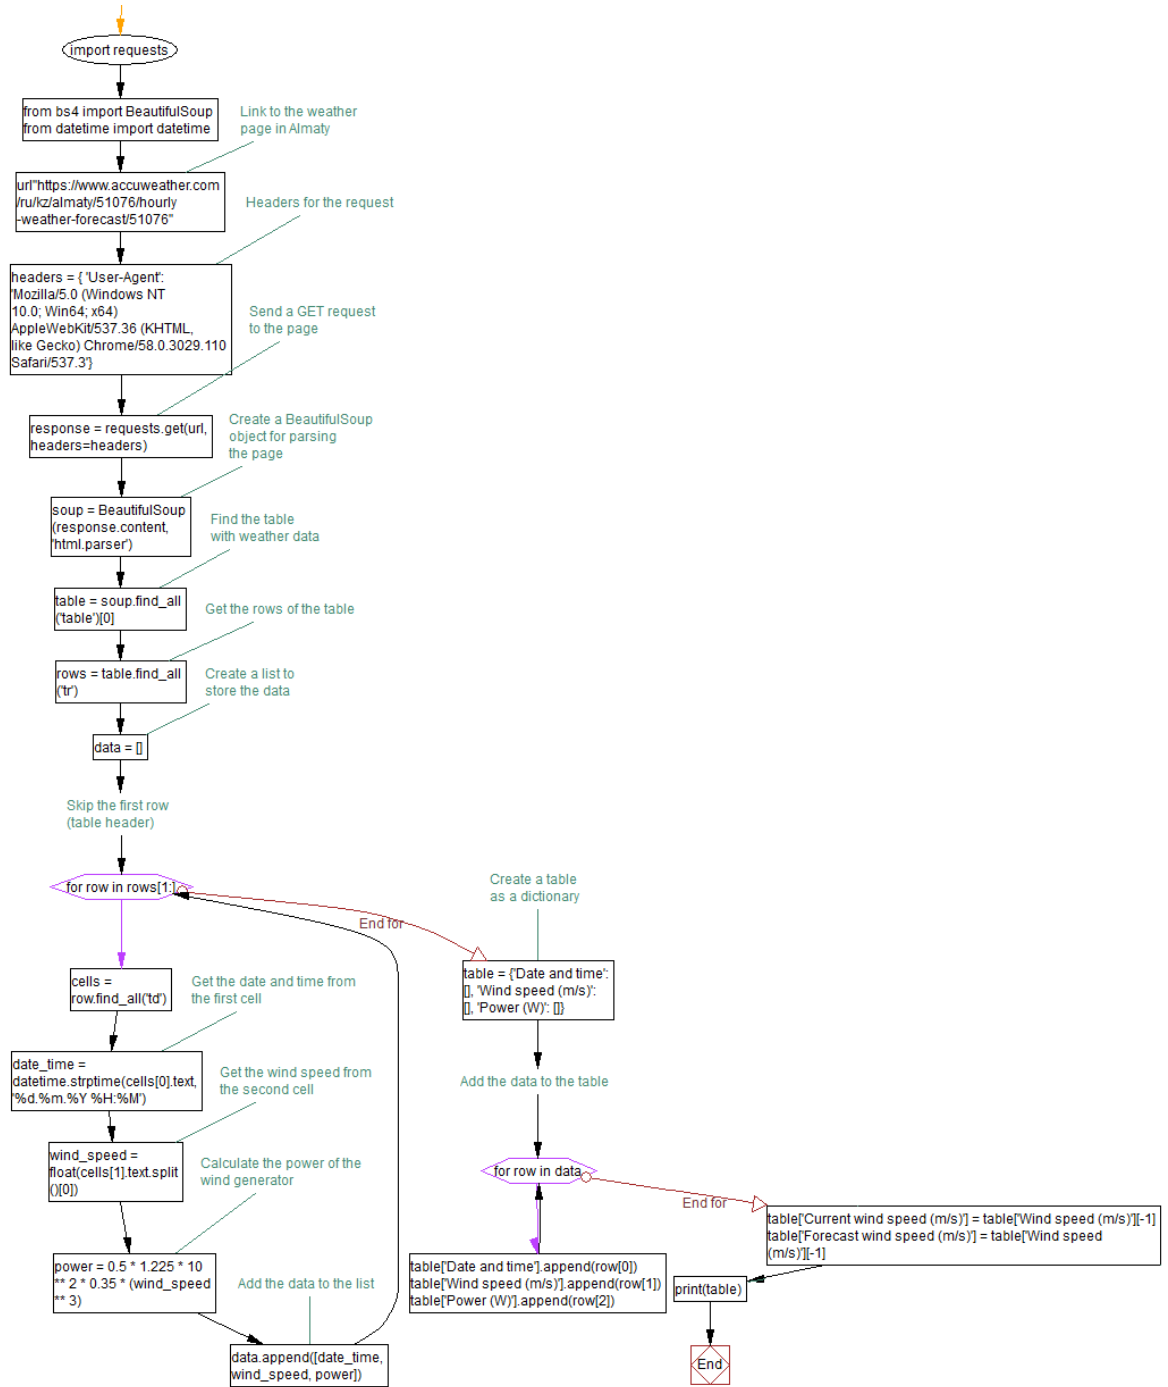 import requests
from bs4 import BeautifulSoup
from datetime import datetime
Link to the weather
page in Almaty
url"https://www.accuweather.com
/ru/kz/almaty/51076/hourly
-weather-forecast/51076"
Headers for the request
headers = { 'User-Agent':
'Mozilla/5.0 (Windows NT
10.0; Win64; x64)
AppleWebKit/537.36 (KHTML,
like Gecko) Chrome/58.0.3029.110
Safari/537.3'}
Send a GET request
to the page
response = requests.get(url,
headers=headers)
Create a BeautifulSoup
object for parsing
the page
soup = BeautifulSoup
(response.content,
'html.parser')
Find the table
with weather data
table = soup.find_all
('table')[0]
Get the rows of the table
rows = table.find_all
('tr')
Create a list to
store the data
data = []
Skip the first row
(table header)
for row in rows[1:]
End for
cells =
row.find_all('td')
Get the date and time from
the first cell
date_time =
datetime.strptime(cells[0].text,
'%d.%m.%Y %H:%M')
Get the wind speed from
the second cell
wind_speed =
float(cells[1].text.split
()[0])
Calculate the power of the
wind generator
power = 0.5 * 1.225 * 10
** 2 * 0.35 * (wind_speed
** 3)
Add the data to the list
data.append([date_time,
wind_speed, power])
Create a table
as a dictionary
table = {'Date and time':
[], 'Wind speed (m/s)':
[], 'Power (W)': []}
Add the data to the table
for row in data
End for
table['Date and time'].append(row[0])
table['Wind speed (m/s)'].append(row[1])
table['Power (W)'].append(row[2])
table['Current wind speed (m/s)'] = table['Wind speed (m/s)'][-1]
table['Forecast wind speed (m/s)'] = table['Wind speed
(m/s)'][-1]
print(table)
End